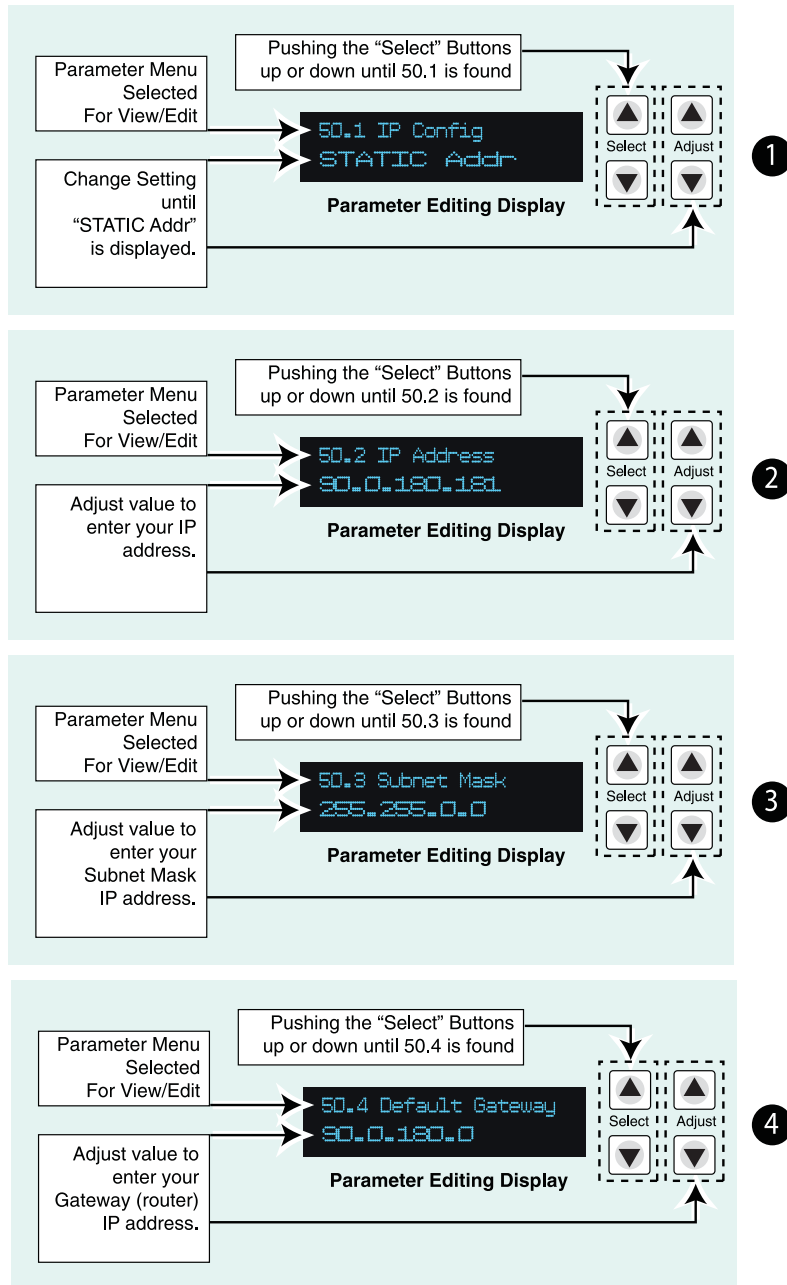 Pushing the “Select” Buttons
up or down until 50.1 is found
Parameter Menu
Selected
For View/Edit
50.1 IP Config
STATIC Addr
Select
Adjust
1
Change Setting
until
“STATIC Addr”
is displayed.
Parameter Editing Display
Pushing the “Select” Buttons
up or down until 50.2 is found
Parameter Menu
Selected
For View/Edit
50.2 IP Address
90.0.180.181
Select
Adjust
2
Adjust value to
enter your IP
address.
Parameter Editing Display
Pushing the “Select” Buttons
up or down until 50.3 is found
Parameter Menu
Selected
For View/Edit
50.3 Subnet Mask
255.255.0.0
Select
Adjust
3
Adjust value to
enter your
Subnet Mask
IP address.
Parameter Editing Display
Pushing the “Select” Buttons
up or down until 50.4 is found
Parameter Menu
Selected
For View/Edit
50.4 Default Gateway
90.0.180.0
Select
Adjust
4
Adjust value to
enter your
Gateway (router)
IP address.
Parameter Editing Display